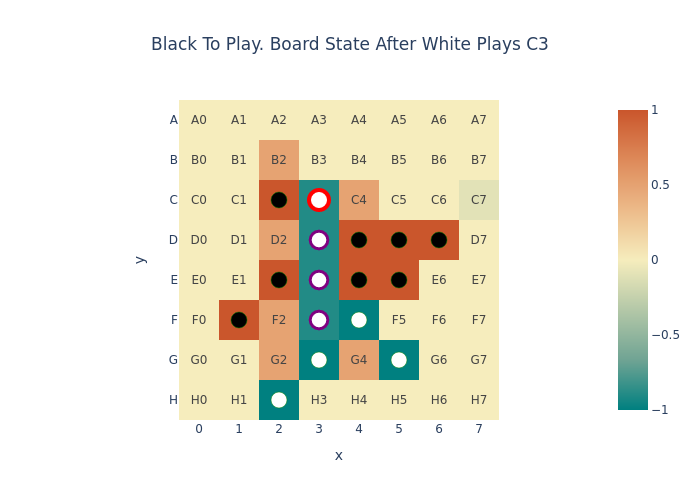 Black To Play. Board State After White Plays C3
A A0 A1 A2 A3 A4 A5 A6 A7
B B0 B1 B2 B3 B4 B5 B6 B7
C C0 C1 C4 C5 C6 C7
D D0 D1 D2 D7
E E0 E1 E6 E7
F F0 F2 F5 F6 F7
G G0 G1 G2 G4 G6 G7
H H0 H1 H3 H4 H5 H6 H7
0 1 2 3 4 5 6 7
x
y
1
0.5
0
−0.5
−1